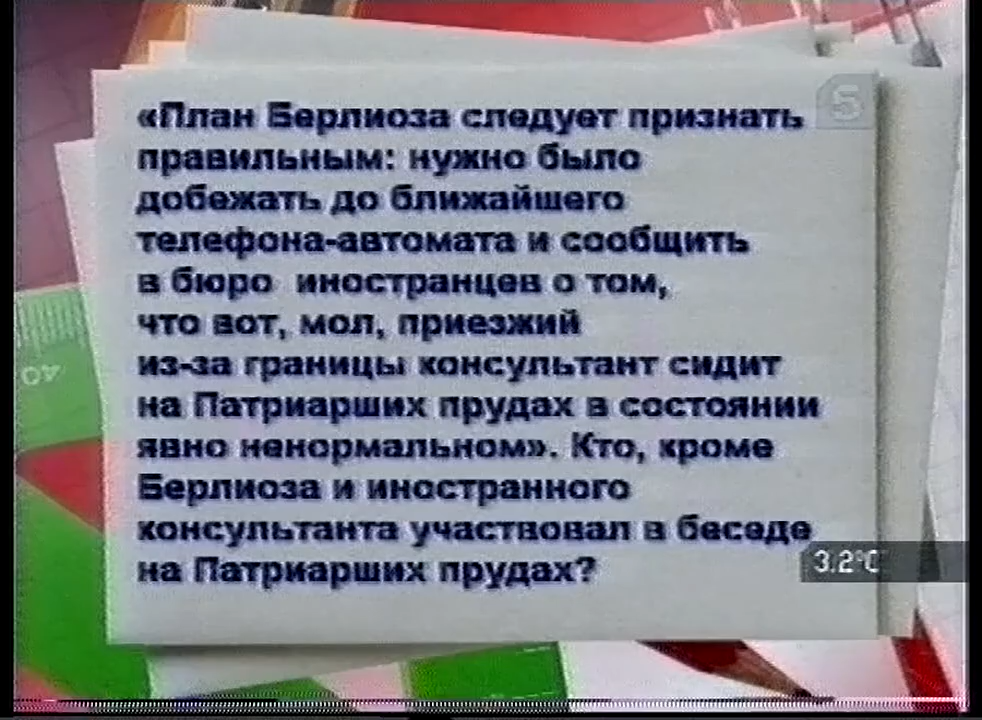 «План Берлиоза следует признать
правильным: нужно было
добежать до ближайшего
телефона-автомата и сообщить
в бюро иностранцев о том,
что вот, мол, приезжий
из-за границы консультант сидит
на Патриарших прудах в состоянии
явно ненормальном». Кто, кроме
Берлиоза и иностранного
консультанта участвовал в беседе
на Патриарших прудах?
5
3.2°C
40